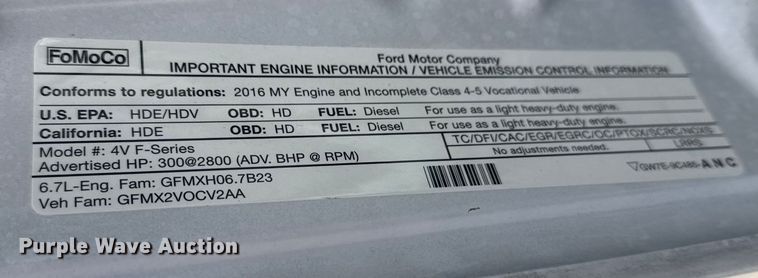 FoMoCo
Ford Motor Company
IMPORTANT ENGINE INFORMATION / VEHICLE EMISSION CONTROL INFORMATION
Conforms to regulations: 2016 MY Engine and Incomplete Class 4-5 Vocational Vehicle
U.S. EPA: HDE/HDV OBD: HD FUEL: Diesel For use as a light heavy-duty engine.
California: HDE OBD: HD FUEL: Diesel For use as a light heavy-duty engine.
Model #: 4V F-Series TC/DFI/CAC/EGR/EGRC/OC/PTOX/SCRC/NOXS
Advertised HP: 300@2800 (ADV. BHP @ RPM) No adjustments needed. LRRS
6.7L-Eng. Fam: GFMXH06.7B23 GW7E-9C485-ANC
Veh Fam: GFMX2VOCV2AA
Purple Wave Auction